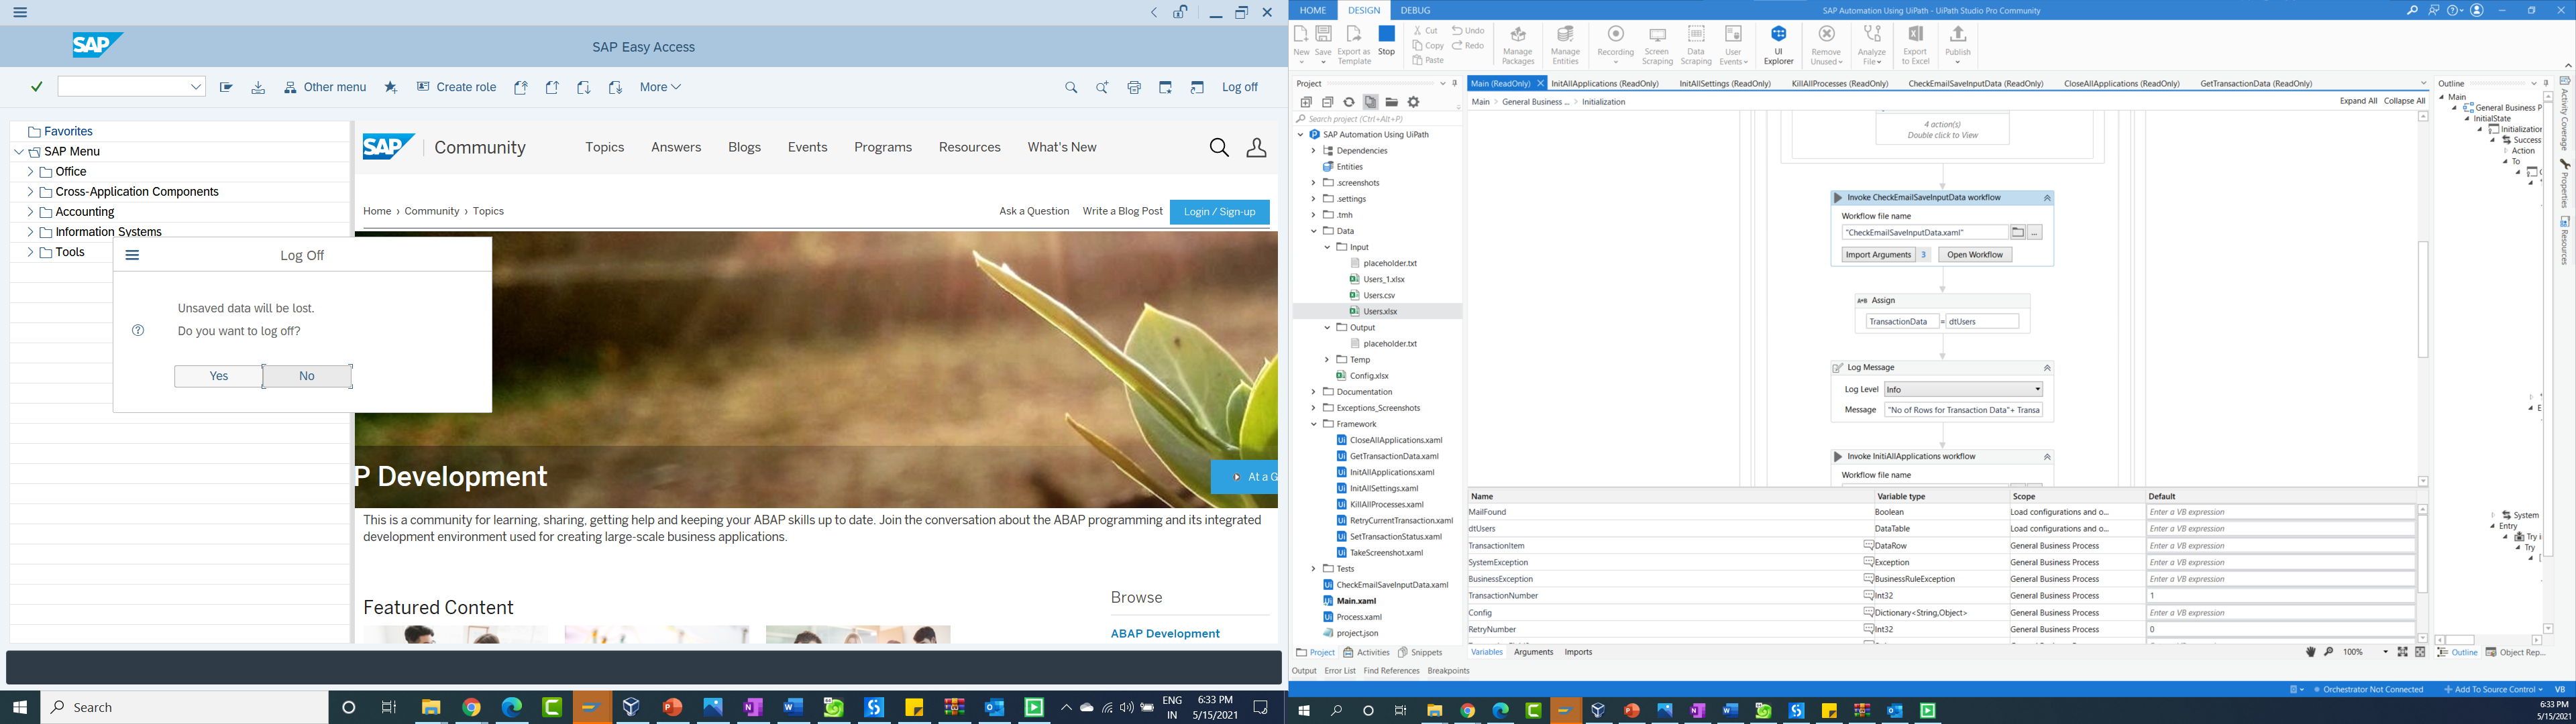 SAP
SAP Easy Access
Other menu
Create role
More
Log off
Favorites
SAP Menu
Office
Cross-Application Components
Accounting
Information Systems
Tools
SAP Community
Topics Answers Blogs Events Programs Resources What's New
Home › Community › Topics
Ask a Question Write a Blog Post Login / Sign-up
Log Off
Unsaved data will be lost.
Do you want to log off?
Yes No
P Development
At a G
This is a community for learning, sharing, getting help and keeping your ABAP skills up to date. Join the conversation about the ABAP programming and its integrated
development environment used for creating large-scale business applications.
Featured Content
Browse
ABAP Development
Search
ENG
IN
6:33 PM
5/15/2021
HOME DESIGN DEBUG
SAP Automation Using UiPath - UiPath Studio Pro Community
New Save Export as Template Stop
Cut Copy Paste
Undo Redo
Manage Packages
Manage Entities
Recording
Screen Scraping
Data Scraping
User Events
UI Explorer
Remove Unused
Analyze File
Export to Excel
Publish
Project
Search project (Ctrl+Alt+P)
SAP Automation Using UiPath
Dependencies
Entities
.screenshots
.settings
.tmh
Data
Input
placeholder.txt
Users_1.xlsx
Users.csv
Users.xlsx
Output
placeholder.txt
Temp
Config.xlsx
Documentation
Exceptions_Screenshots
Framework
CloseAllApplications.xaml
GetTransactionData.xaml
InitAllApplications.xaml
InitAllSettings.xaml
KillAllProcesses.xaml
RetryCurrentTransaction.xaml
SetTransactionStatus.xaml
TakeScreenshot.xaml
Tests
CheckEmailSaveInputData.xaml
Main.xaml
Process.xaml
project.json
Project Activities Snippets
Main (ReadOnly) InitAllApplications (ReadOnly) InitAllSettings (ReadOnly) KillAllProcesses (ReadOnly) CheckEmailSaveInputData (ReadOnly) CloseAllApplications (ReadOnly) GetTransactionData (ReadOnly)
Main > General Business ... > Initialization
Expand All Collapse All
4 action(s)
Double click to View
Invoke CheckEmailSaveInputData workflow
Workflow file name
"CheckEmailSaveInputData.xaml"
...
Import Arguments 3 Open Workflow
A+B Assign
TransactionData = dtUsers
Log Message
Log Level Info
Message "No of Rows for Transaction Data"+ Transa
Invoke InitiAllApplications workflow
Workflow file name
Name Variable type Scope Default
MailFound Boolean Load configurations and o... Enter a VB expression
dtUsers DataTable Load configurations and o... Enter a VB expression
TransactionItem DataRow General Business Process Enter a VB expression
SystemException Exception General Business Process Enter a VB expression
BusinessException BusinessRuleException General Business Process Enter a VB expression
TransactionNumber Int32 General Business Process 1
Config Dictionary<String,Object> General Business Process Enter a VB expression
RetryNumber Int32 General Business Process 0
Variables Arguments Imports
100%
Outline
Main
General Business P
InitialState
Initialization
Success
Action
To
System
Entry
Try i
Try
Outline Object Rep...
Activity Coverage
Properties
Resources
Output Error List Find References Breakpoints
Orchestrator Not Connected
Add To Source Control
VB
6:33 PM
5/15/2021